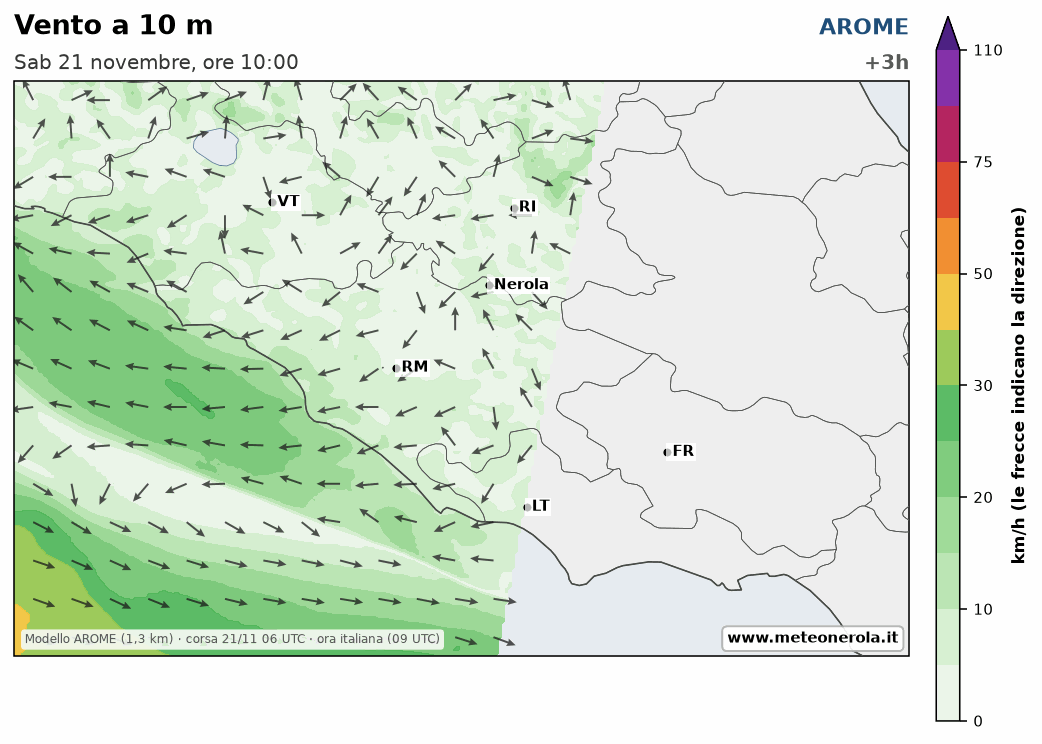 Vento a 10 m
AROME
Sab 21 novembre, ore 10:00
+3h
110
75
50
30
20
10
0
km/h (le frecce indicano la direzione)
VT
RI
Nerola
RM
FR
LT
Modello AROME (1,3 km) · corsa 21/11 06 UTC · ora italiana (09 UTC)
www.meteonerola.it